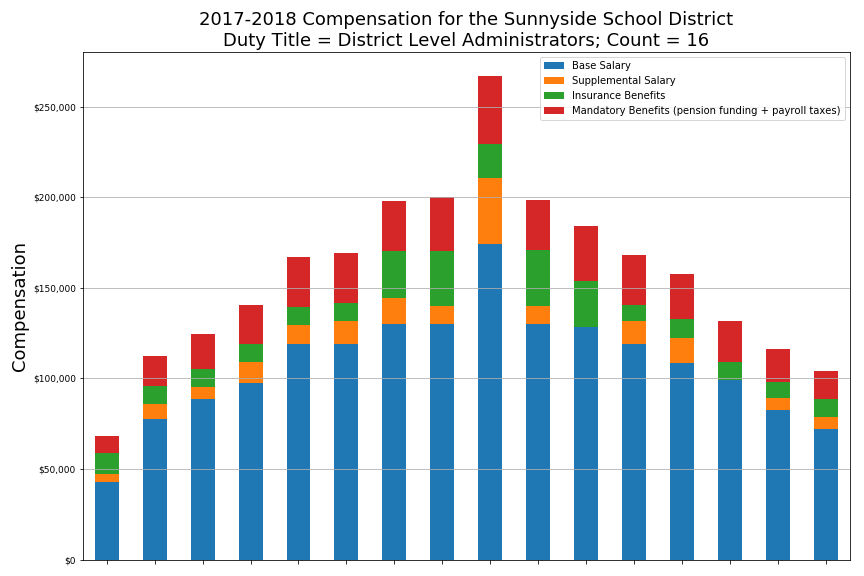 2017-2018 Compensation for the Sunnyside School District
Duty Title = District Level Administrators; Count = 16
Base Salary
Supplemental Salary
Insurance Benefits
Mandatory Benefits (pension funding + payroll taxes)
$250,000
$200,000
$150,000
$100,000
$50,000
$0
Compensation